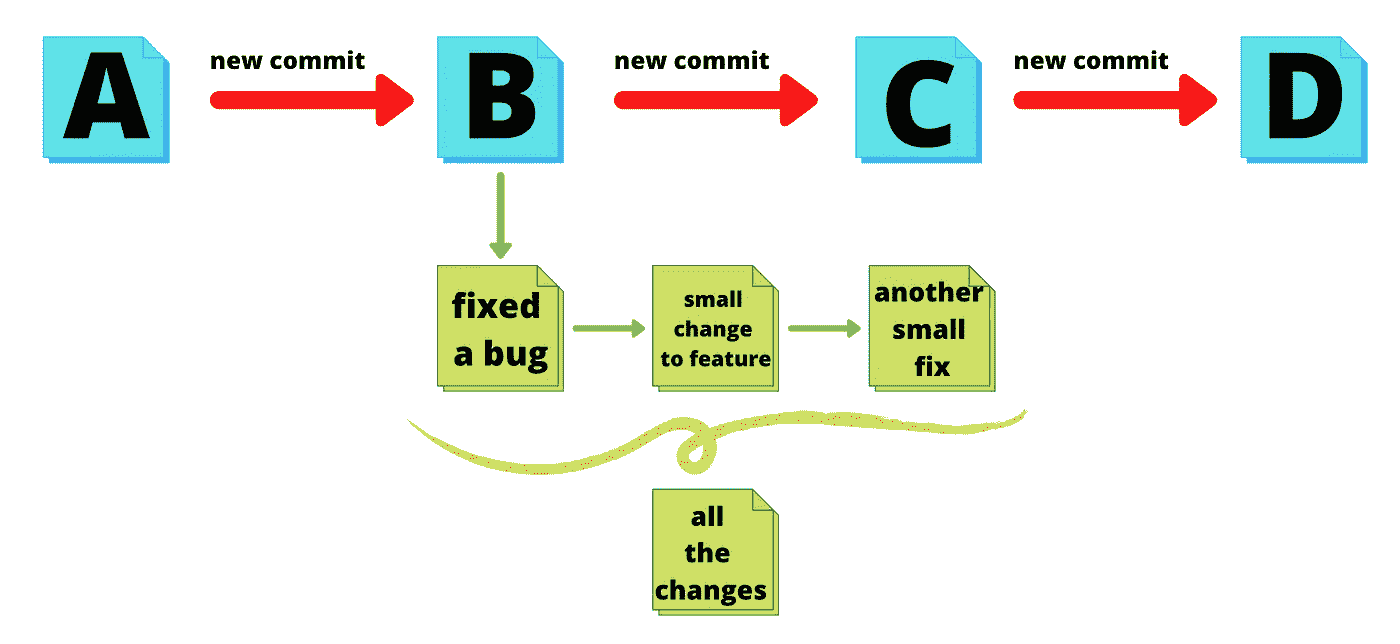 A
new commit
B
new commit
C
new commit
D
fixed
a bug
small
change
to feature
another
small
fix
all
the
changes